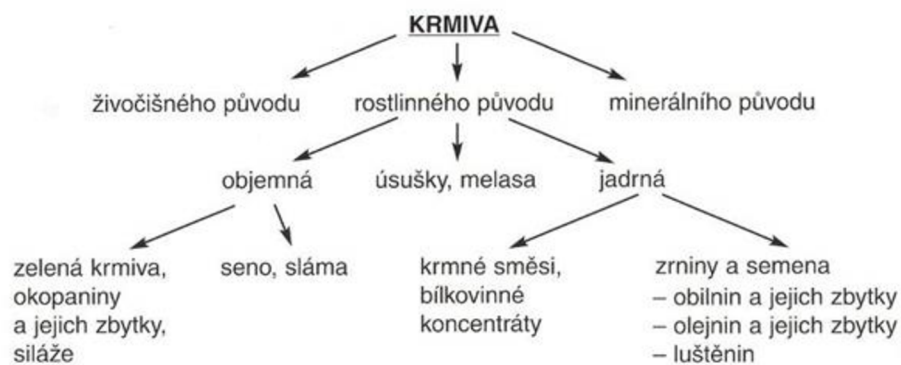 KRMIVA
živočišného původu
rostlinného původu
minerálního původu
objemná
úsušky, melasa
jadrná
zelená krmiva,
okopaniny
a jejich zbytky,
siláže
seno, sláma
krmné směsi,
bílkovinné
koncentráty
zrniny a semena
– obilnin a jejich zbytky
– olejnin a jejich zbytky
– luštěnin